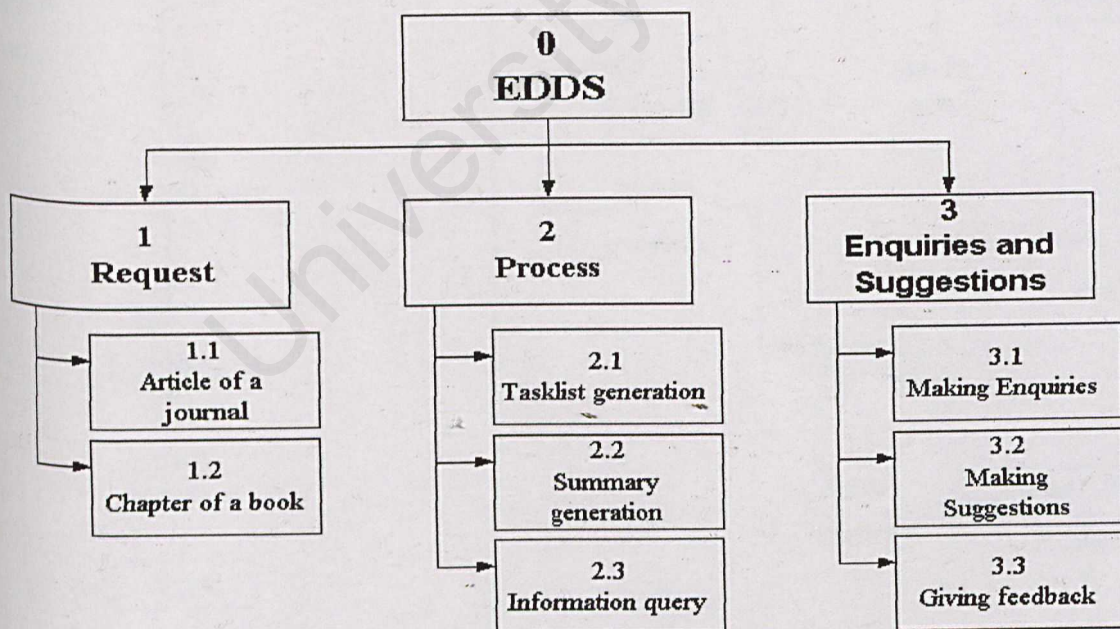 0
EDDS
1
Request
1.1
Article of a
journal
1.2
Chapter of a book
2
Process
2.1
Tasklist generation
2.2
Summary
generation
2.3
Information query
3
Enquiries and
Suggestions
3.1
Making Enquiries
3.2
Making
Suggestions
3.3
Giving feedback
University